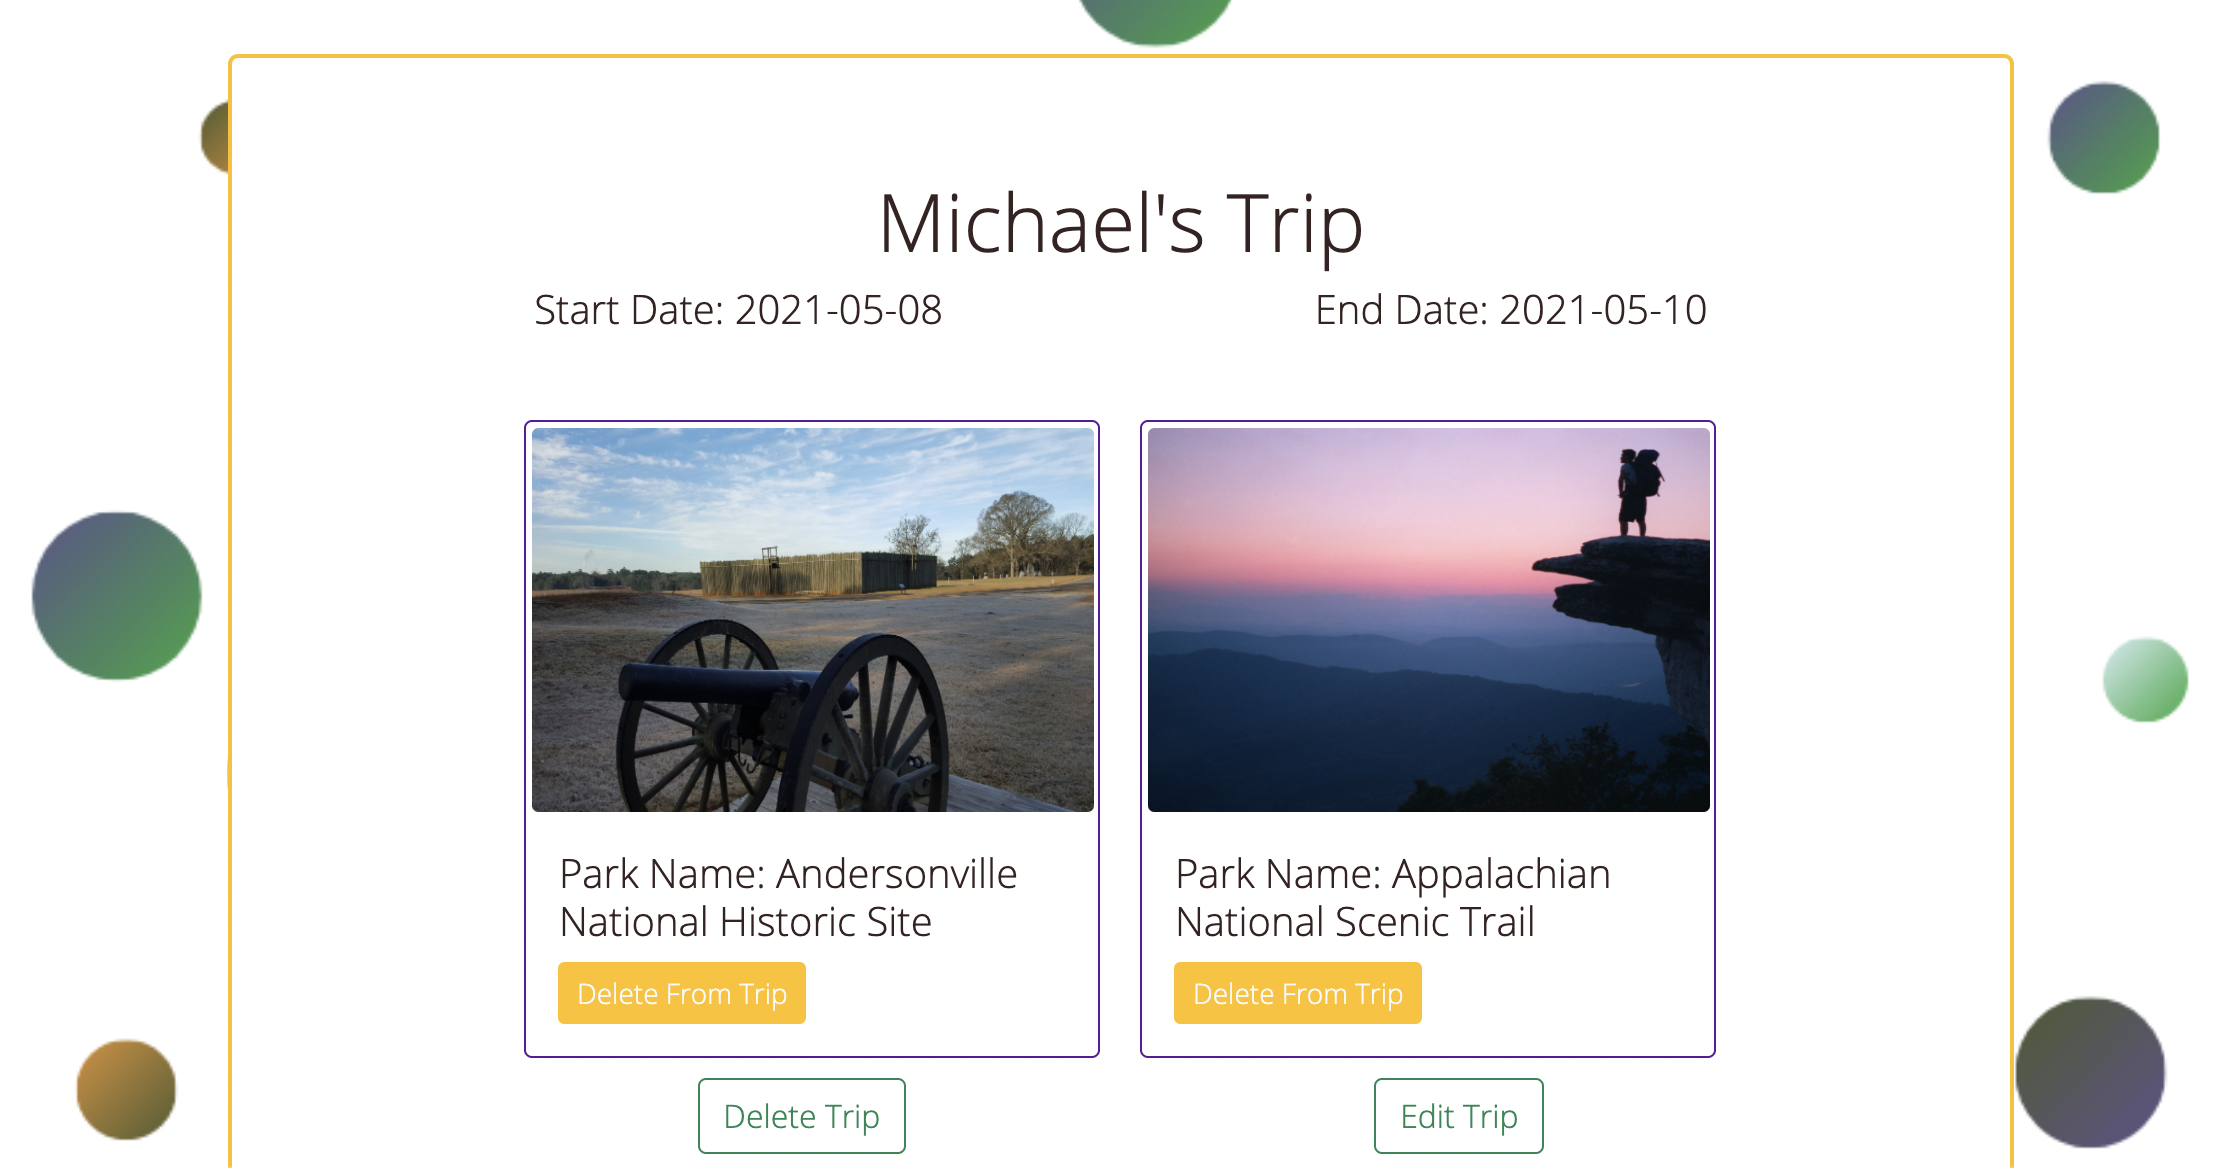 Michael's Trip
Start Date: 2021-05-08
End Date: 2021-05-10
Park Name: Andersonville
National Historic Site
Delete From Trip
Park Name: Appalachian
National Scenic Trail
Delete From Trip
Delete Trip
Edit Trip